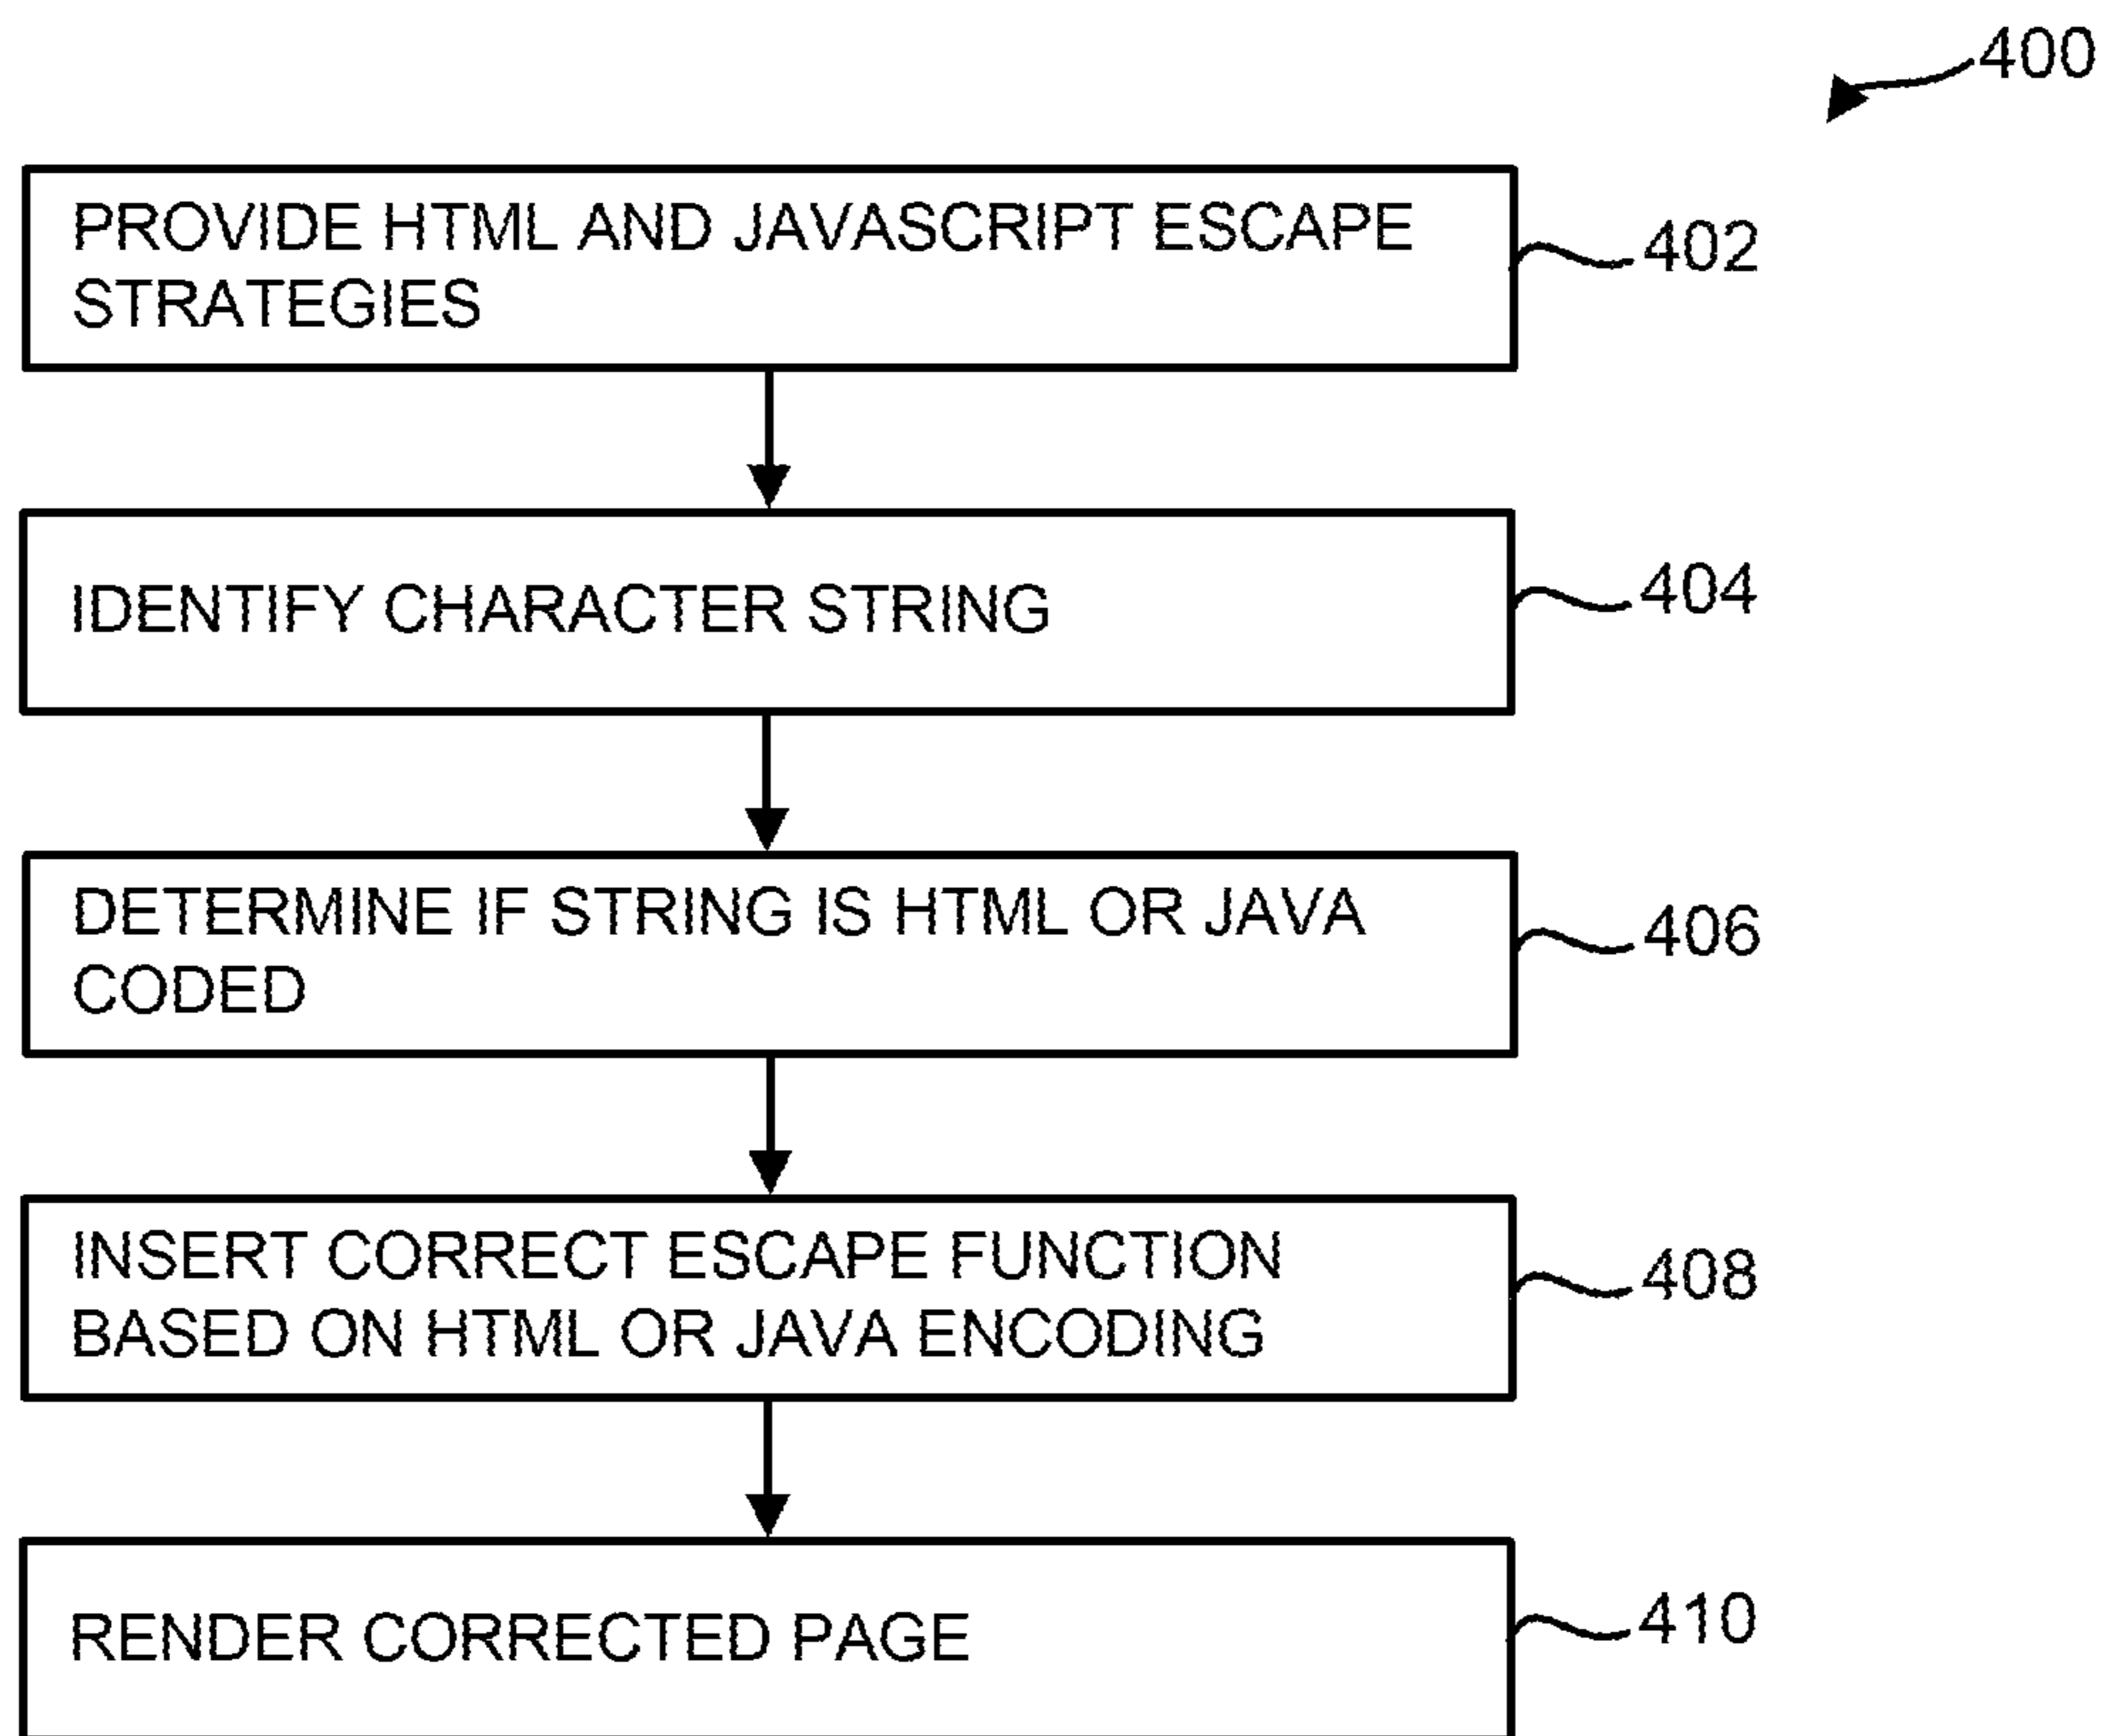 400
PROVIDE HTML AND JAVASCRIPT ESCAPE
STRATEGIES
402
IDENTIFY CHARACTER STRING
404
DETERMINE IF STRING IS HTML OR JAVA
CODED
406
INSERT CORRECT ESCAPE FUNCTION
BASED ON HTML OR JAVA ENCODING
408
RENDER CORRECTED PAGE
410